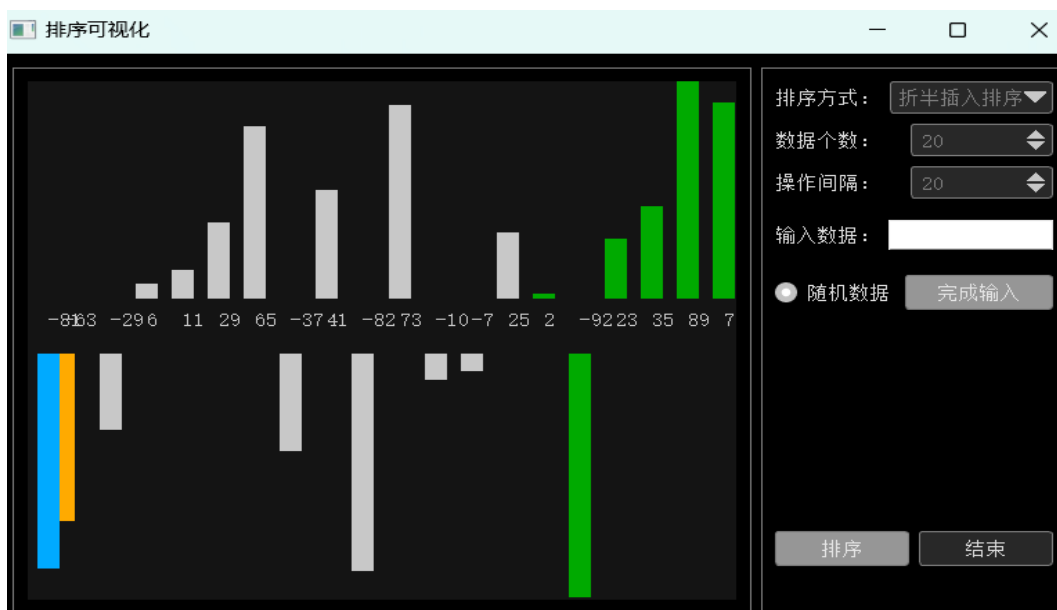 排序可视化
排序方式: 折半插入排序
数据个数: 20
操作间隔: 20
输入数据:
随机数据 完成输入
-29 6 11 29 65 -37 41 -82 73 -10 -7 25 2 -92 23 35 89 7
排序 结束